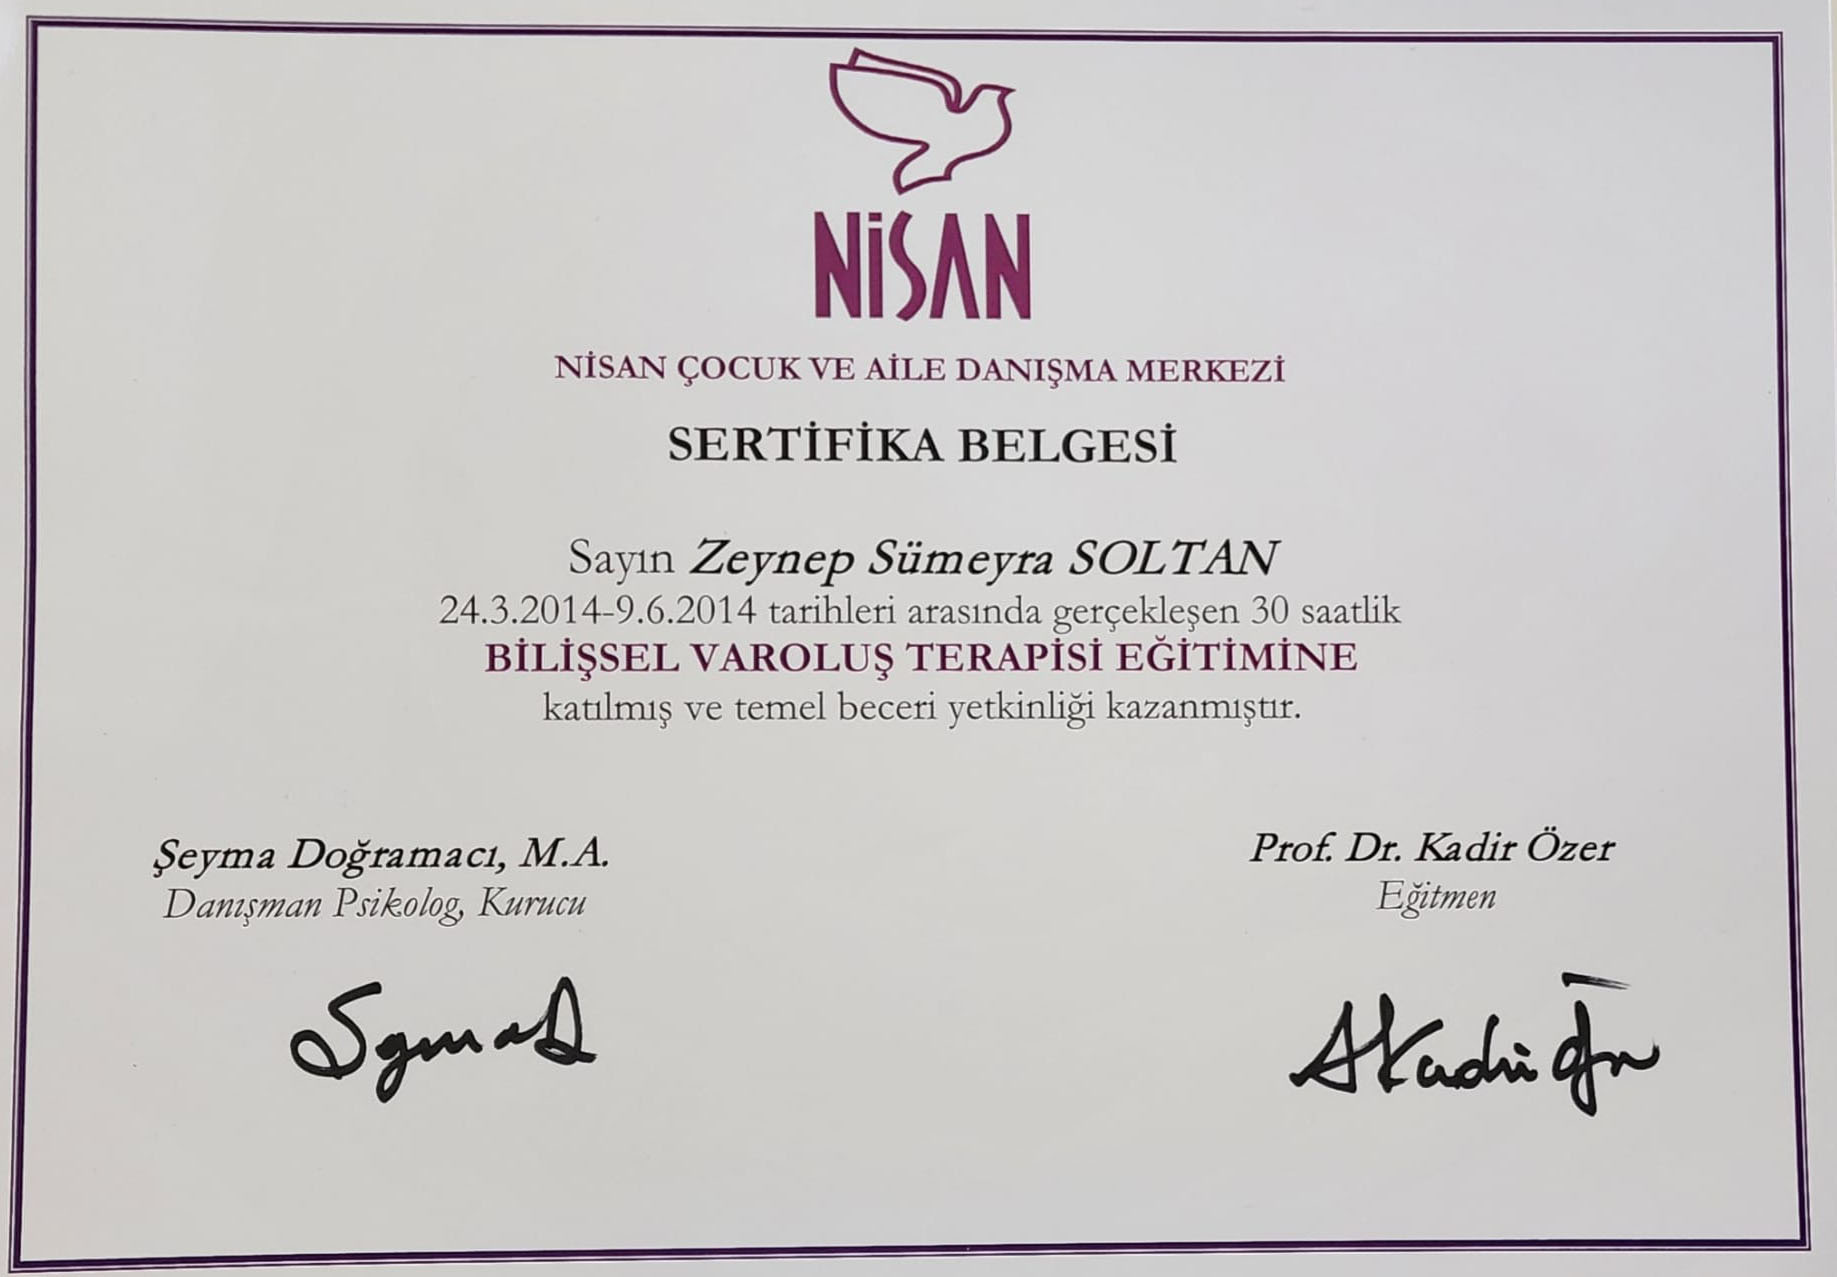 NİSAN
NİSAN ÇOCUK VE AİLE DANIŞMA MERKEZİ
SERTİFİKA BELGESİ
Sayın Zeynep Sümeyra SOLTAN
24.3.2014-9.6.2014 tarihleri arasında gerçekleşen 30 saatlik
BİLİŞSEL VAROLUŞ TERAPİSİ EĞİTİMİNE
katılmış ve temel beceri yetkinliği kazanmıştır.
Şeyma Doğramacı, M.A.
Danışman Psikolog, Kurucu
Prof. Dr. Kadir Özer
Eğitmen